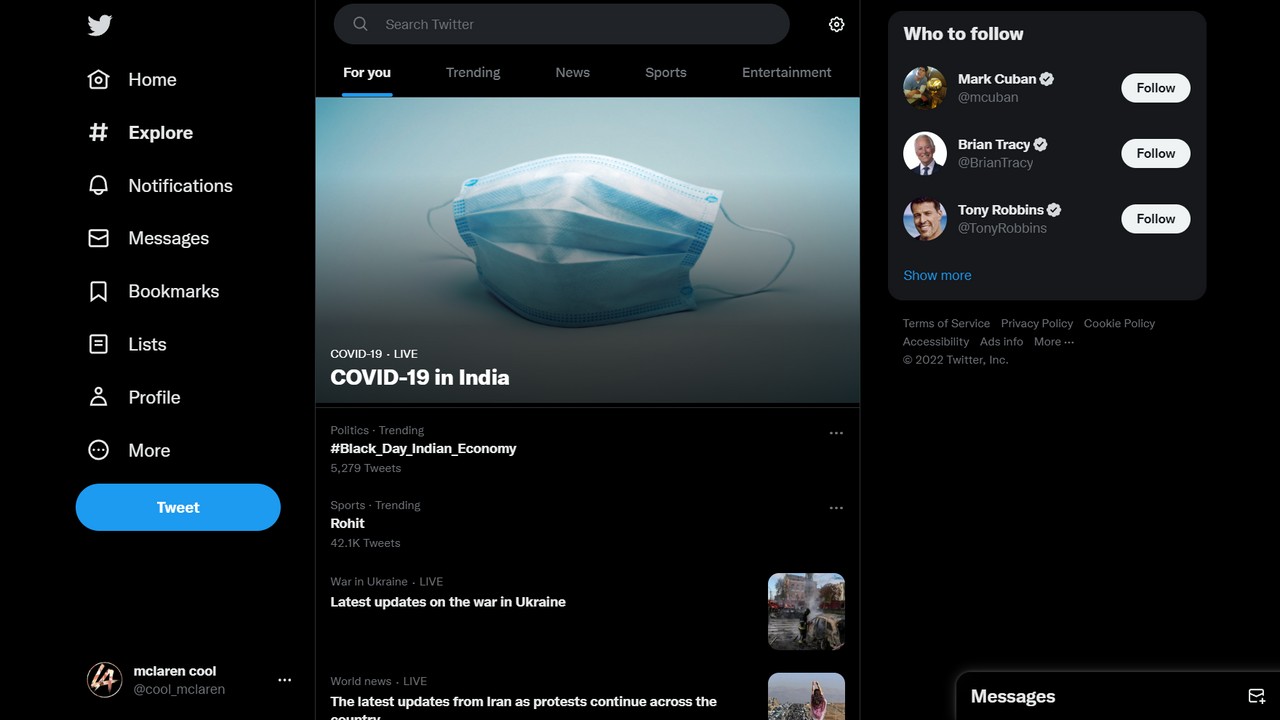 Home
Explore
Notifications
Messages
Bookmarks
Lists
Profile
More
Tweet
mclaren cool
@cool_mclaren
Search Twitter
For you
Trending
News
Sports
Entertainment
COVID-19 · LIVE
COVID-19 in India
Politics · Trending
#Black_Day_Indian_Economy
5,279 Tweets
Sports · Trending
Rohit
42.1K Tweets
War in Ukraine · LIVE
Latest updates on the war in Ukraine
World news · LIVE
The latest updates from Iran as protests continue across the
country
Who to follow
Mark Cuban
@mcuban
Follow
Brian Tracy
@BrianTracy
Follow
Tony Robbins
@TonyRobbins
Follow
Show more
Terms of Service Privacy Policy Cookie Policy
Accessibility Ads info More ···
© 2022 Twitter, Inc.
Messages